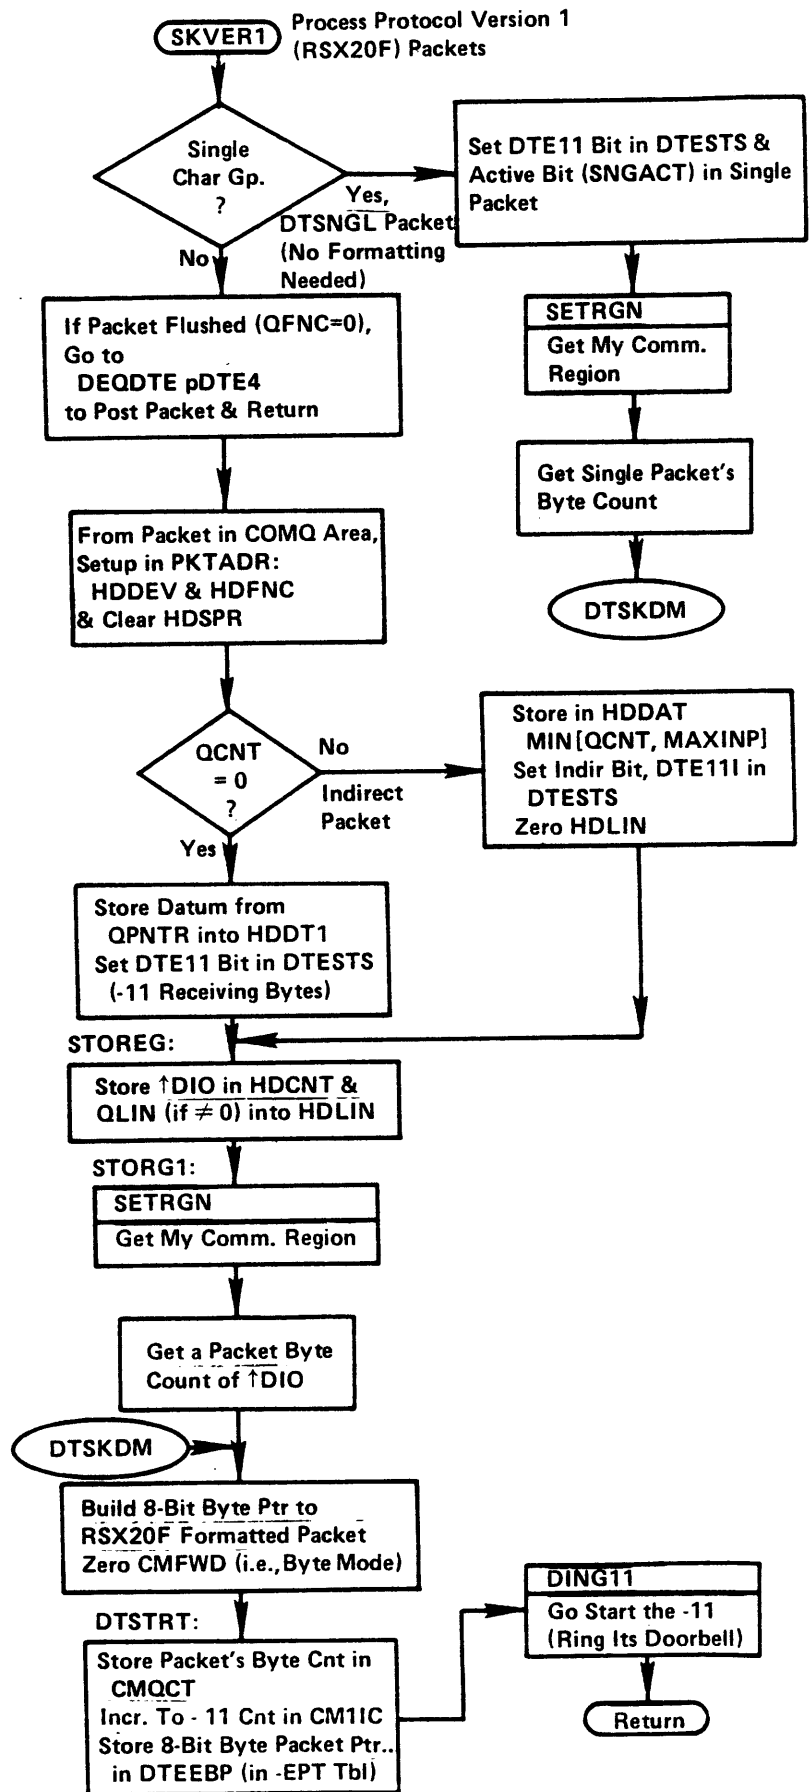 SKVER1
Process Protocol Version 1
(RSX20F) Packets
Single
Char Gp.
?
Yes,
DTSNGL Packet
(No Formatting
Needed)
No
Set DTE11 Bit in DTESTS &
Active Bit (SNGACT) in Single
Packet
SETRGN
Get My Comm.
Region
Get Single Packet's
Byte Count
DTSKDM
If Packet Flushed (QFNC=0),
Go to
DEQDTE pDTE4
to Post Packet & Return
From Packet in COMQ Area,
Setup in PKTADR:
HDDEV & HDFNC
& Clear HDSPR
QCNT
= 0
?
No
Indirect
Packet
Yes
Store in HDDAT
MIN[QCNT, MAXINP]
Set Indir Bit, DTE11I in
DTESTS
Zero HDLIN
Store Datum from
QPNTR into HDDT1
Set DTE11 Bit in DTESTS
(-11 Receiving Bytes)
STOREG:
Store ↑DIO in HDCNT &
QLIN (if ≠ 0) into HDLIN
STORG1:
SETRGN
Get My Comm. Region
Get a Packet Byte
Count of ↑DIO
DTSKDM
Build 8-Bit Byte Ptr to
RSX20F Formatted Packet
Zero CMFWD (i.e., Byte Mode)
DTSTRT:
Store Packet's Byte Cnt in
CMQCT
Incr. To - 11 Cnt in CM1IC
Store 8-Bit Byte Packet Ptr..
in DTEEBP (in -EPT Tbl)
DING11
Go Start the -11
(Ring Its Doorbell)
Return